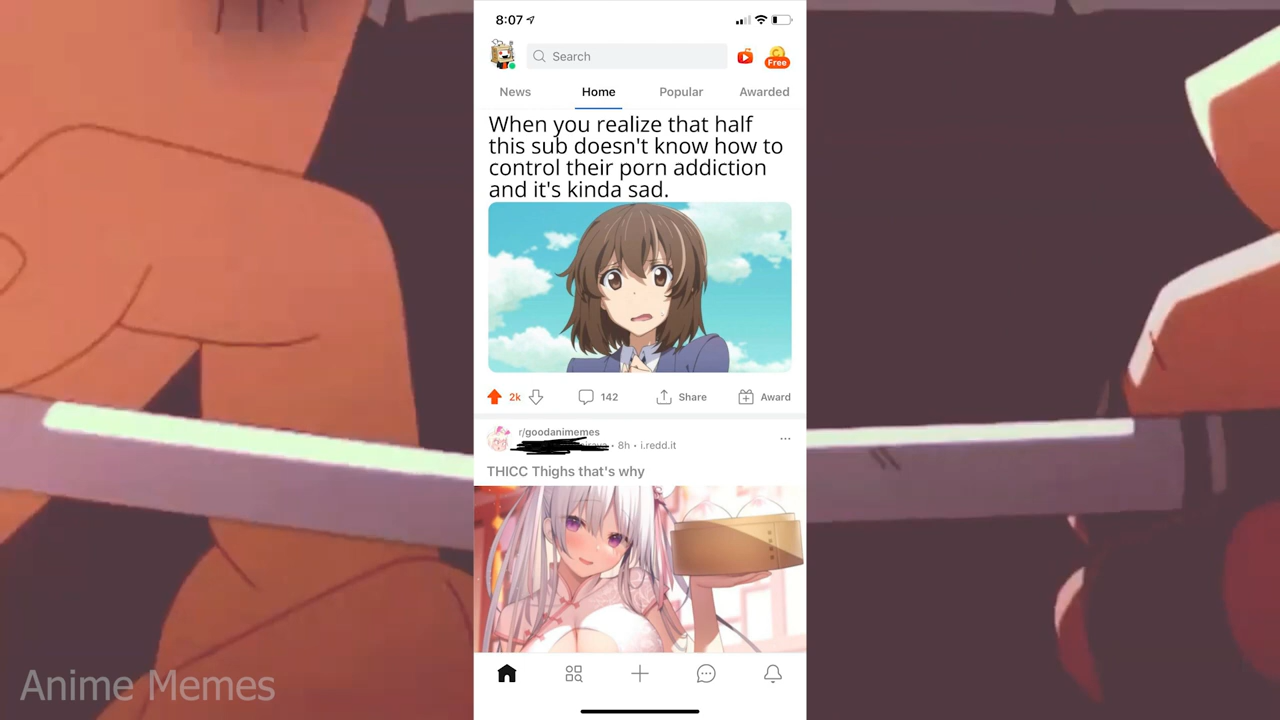 8:07
Search
Free
News Home Popular Awarded
When you realize that half
this sub doesn't know how to
control their porn addiction
and it's kinda sad.
2k 142 Share Award
r/goodanimemes
• 8h • i.redd.it
THICC Thighs that's why
Anime Memes